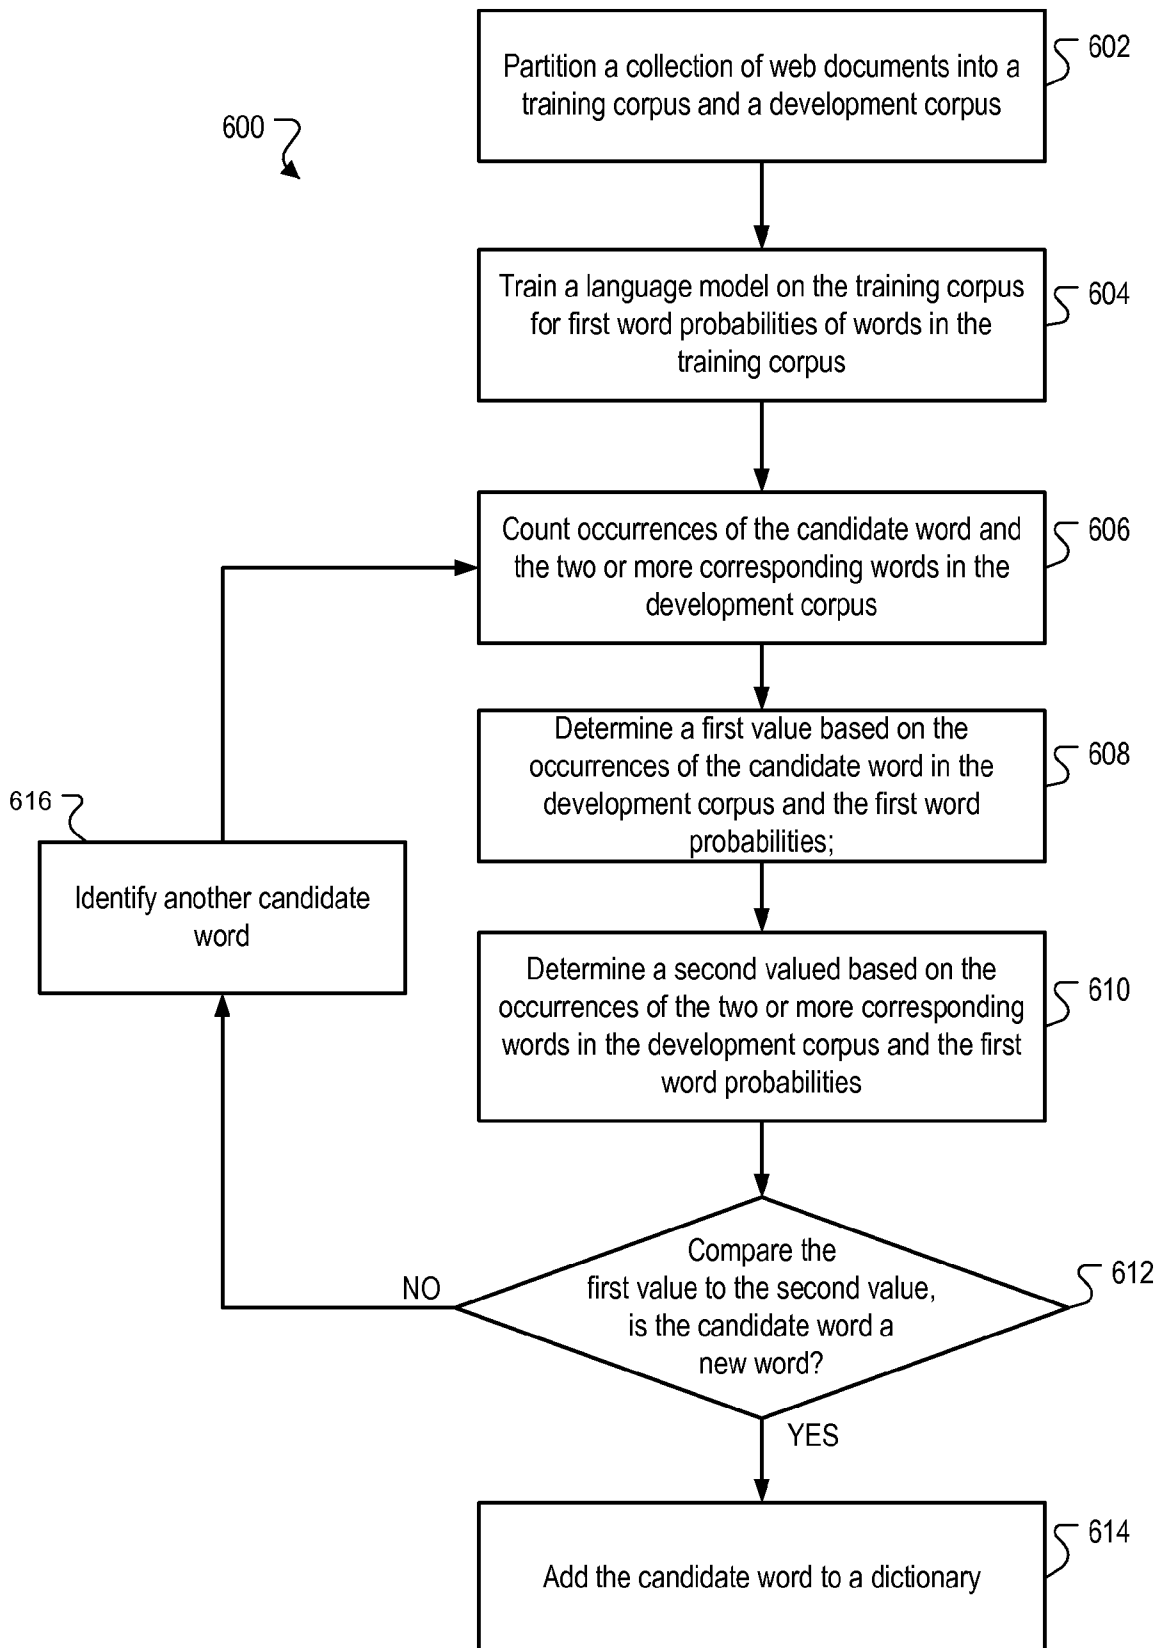 602
Partition a collection of web documents into a
training corpus and a development corpus
600
604
Train a language model on the training corpus
for first word probabilities of words in the
training corpus
606
Count occurrences of the candidate word and
the two or more corresponding words in the
development corpus
608
Determine a first value based on the
occurrences of the candidate word in the
development corpus and the first word
probabilities;
616
Identify another candidate
word
610
Determine a second valued based on the
occurrences of the two or more corresponding
words in the development corpus and the first
word probabilities
612
Compare the
first value to the second value,
is the candidate word a
new word?
NO
YES
614
Add the candidate word to a dictionary